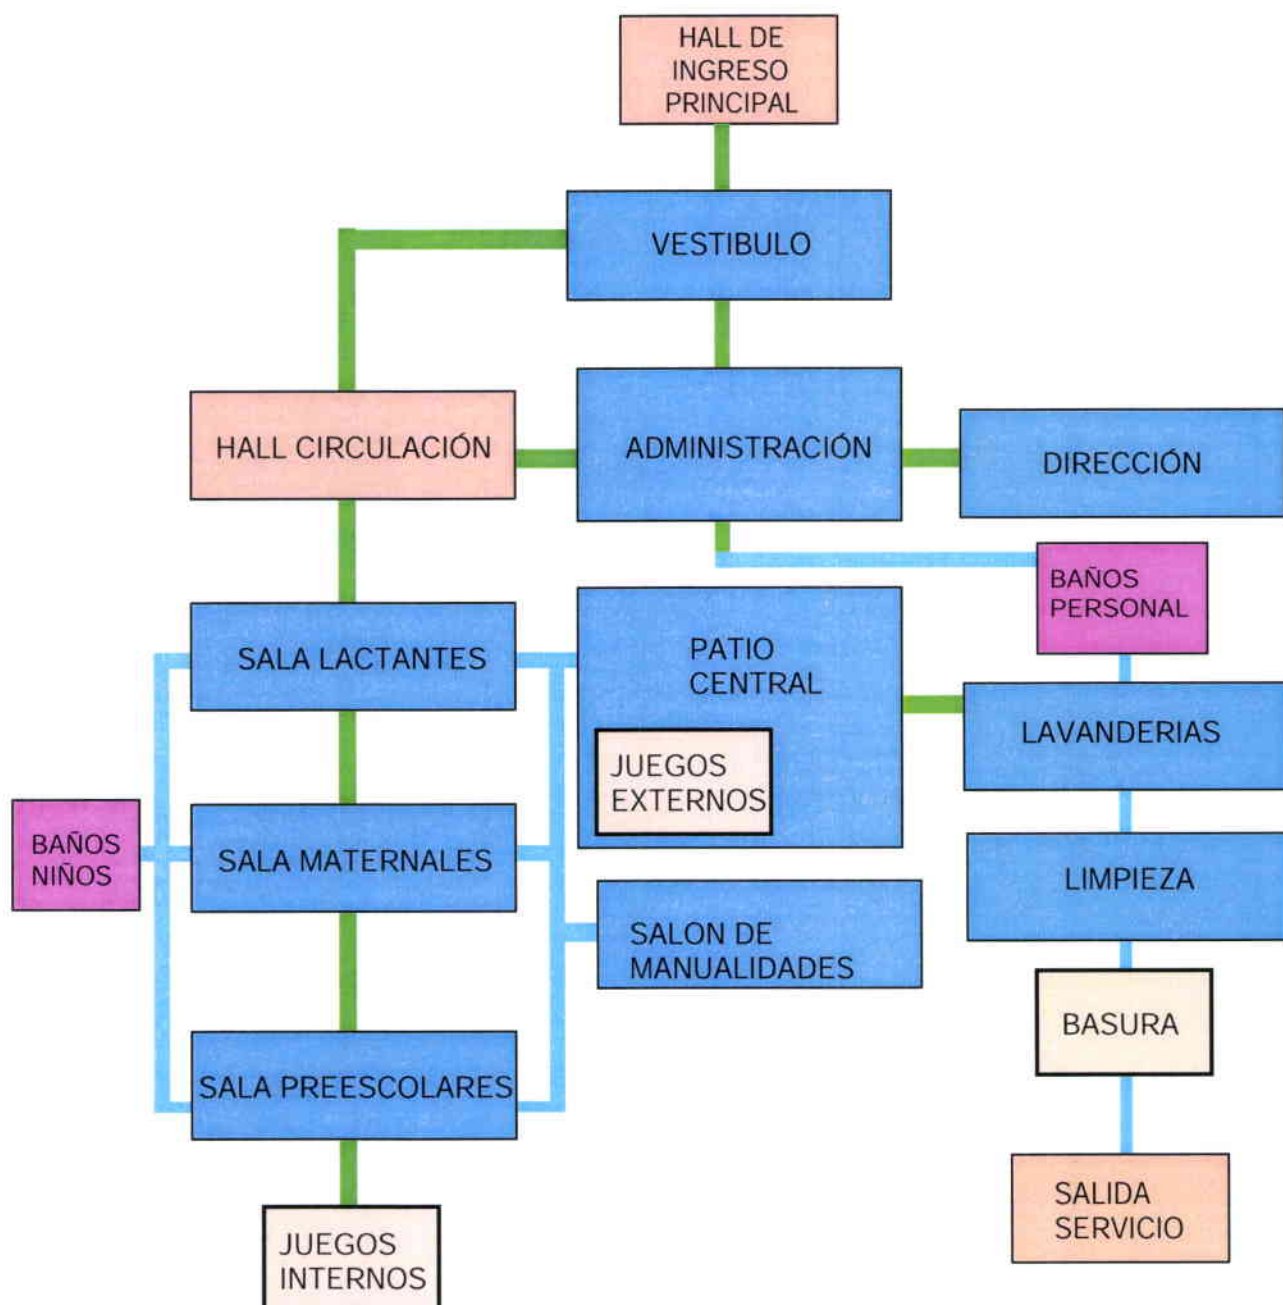 HALL DE
INGRESO
PRINCIPAL
VESTIBULO
HALL CIRCULACIÓN
ADMINISTRACIÓN
DIRECCIÓN
BAÑOS
PERSONAL
SALA LACTANTES
PATIO
CENTRAL
LAVANDERIAS
JUEGOS
EXTERNOS
BAÑOS
NIÑOS
SALA MATERNALES
LIMPIEZA
SALON DE
MANUALIDADES
BASURA
SALA PREESCOLARES
SALIDA
SERVICIO
JUEGOS
INTERNOS